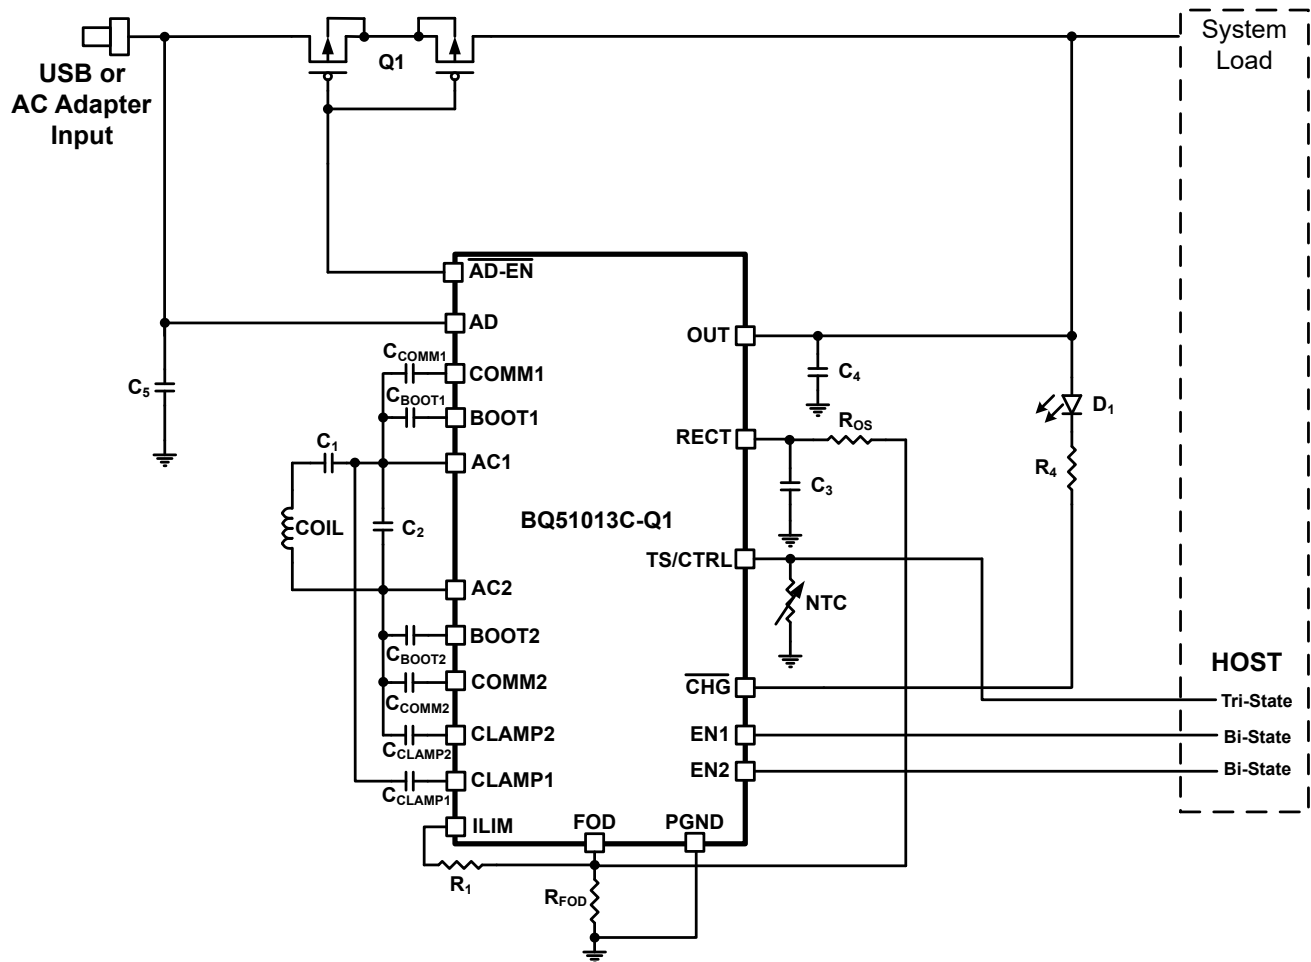 System
Load
Q1
USB or
AC Adapter
Input
AD-EN
AD
OUT
CCOMM1
COMM1
C4
C5
CBOOT1
BOOT1
D1
ROS
RECT
C1
AC1
R4
C3
COIL
C2
BQ51013C-Q1
TS/CTRL
AC2
NTC
BOOT2
CBOOT2
HOST
COMM2
CHG
CCOMM2
Tri-State
CLAMP2
EN1
Bi-State
CCLAMP2
EN2
Bi-State
CLAMP1
CCLAMP1
ILIM
FOD
PGND
R1
RFOD